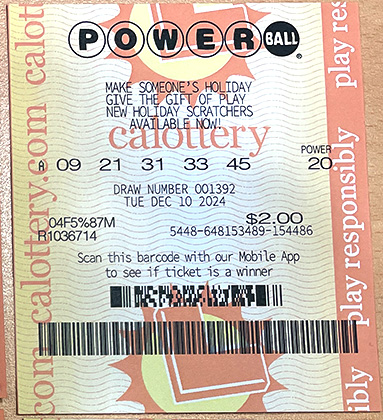 POWERBALL®
MAKE SOMEONE'S HOLIDAY
GIVE THE GIFT OF PLAY
NEW HOLIDAY SCRATCHERS
AVAILABLE NOW!
calottery
POWER
A 09 21 31 33 45 20
DRAW NUMBER 001392
TUE DEC 10 2024
04F5%87M $2.00
R1036714 5448-648153489-154486
Scan this barcode with our Mobile App
to see if ticket is a winner
com calottery.com calot
play res
play responsibly
ibly